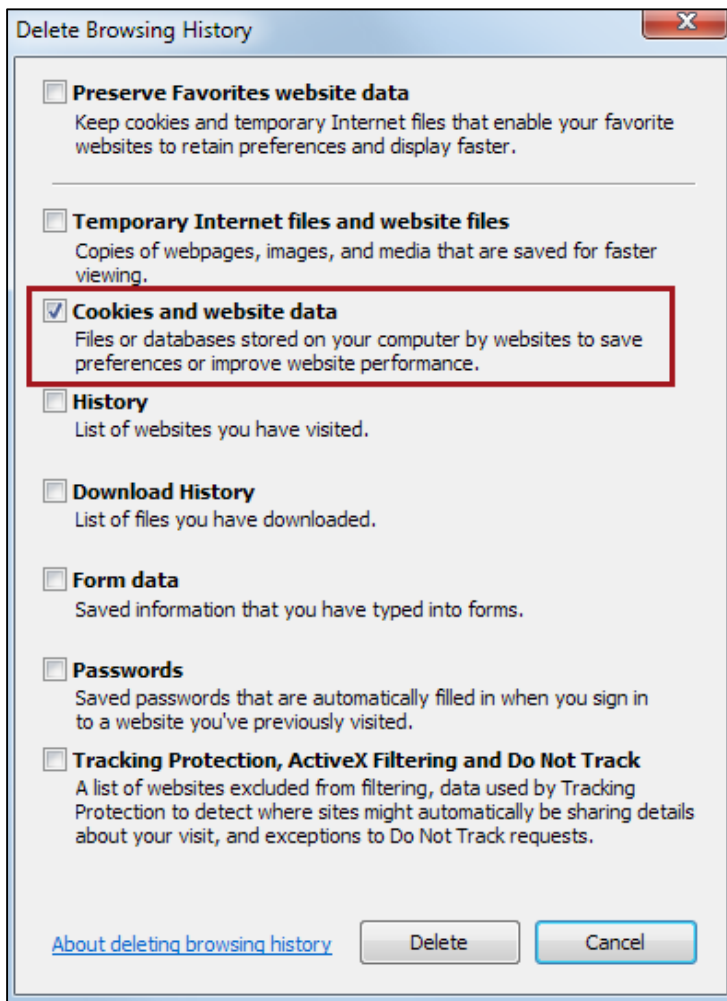 Delete Browsing History
Preserve Favorites website data
Keep cookies and temporary Internet files that enable your favorite
websites to retain preferences and display faster.
Temporary Internet files and website files
Copies of webpages, images, and media that are saved for faster
viewing.
Cookies and website data
Files or databases stored on your computer by websites to save
preferences or improve website performance.
History
List of websites you have visited.
Download History
List of files you have downloaded.
Form data
Saved information that you have typed into forms.
Passwords
Saved passwords that are automatically filled in when you sign in
to a website you've previously visited.
Tracking Protection, ActiveX Filtering and Do Not Track
A list of websites excluded from filtering, data used by Tracking
Protection to detect where sites might automatically be sharing details
about your visit, and exceptions to Do Not Track requests.
About deleting browsing history
Delete
Cancel